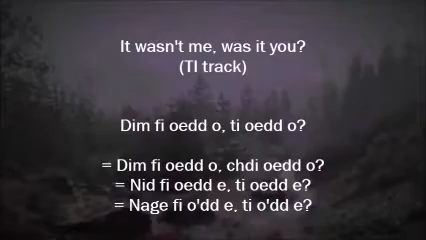 It wasn't me, was it you?
(TI track)
Dim fi oedd o, ti oedd o?
= Dim fi oedd o, chdi oedd o?
= Nid fi oedd e, ti oedd e?
= Nage fi o'dd e, ti o'dd e?